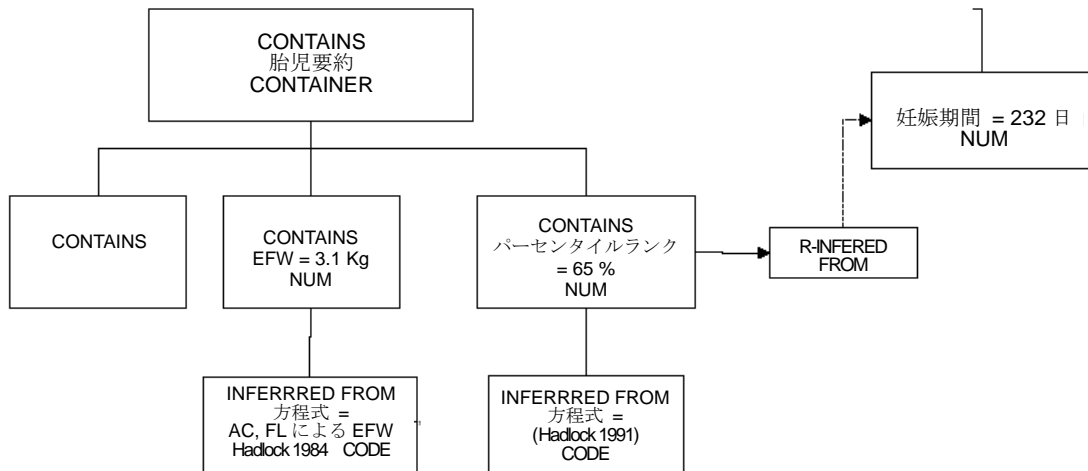 CONTAINS
胎児要約
CONTAINER
妊娠期間 = 232 日
NUM
CONTAINS
CONTAINS
EFW = 3.1 Kg
NUM
CONTAINS
パーセンタイルランク
= 65 %
NUM
R-INFERED
FROM
INFERRRED FROM
方程式 =
AC, FL による EFW
Hadlock 1984 CODE
INFERRRED FROM
方程式 =
(Hadlock 1991)
CODE